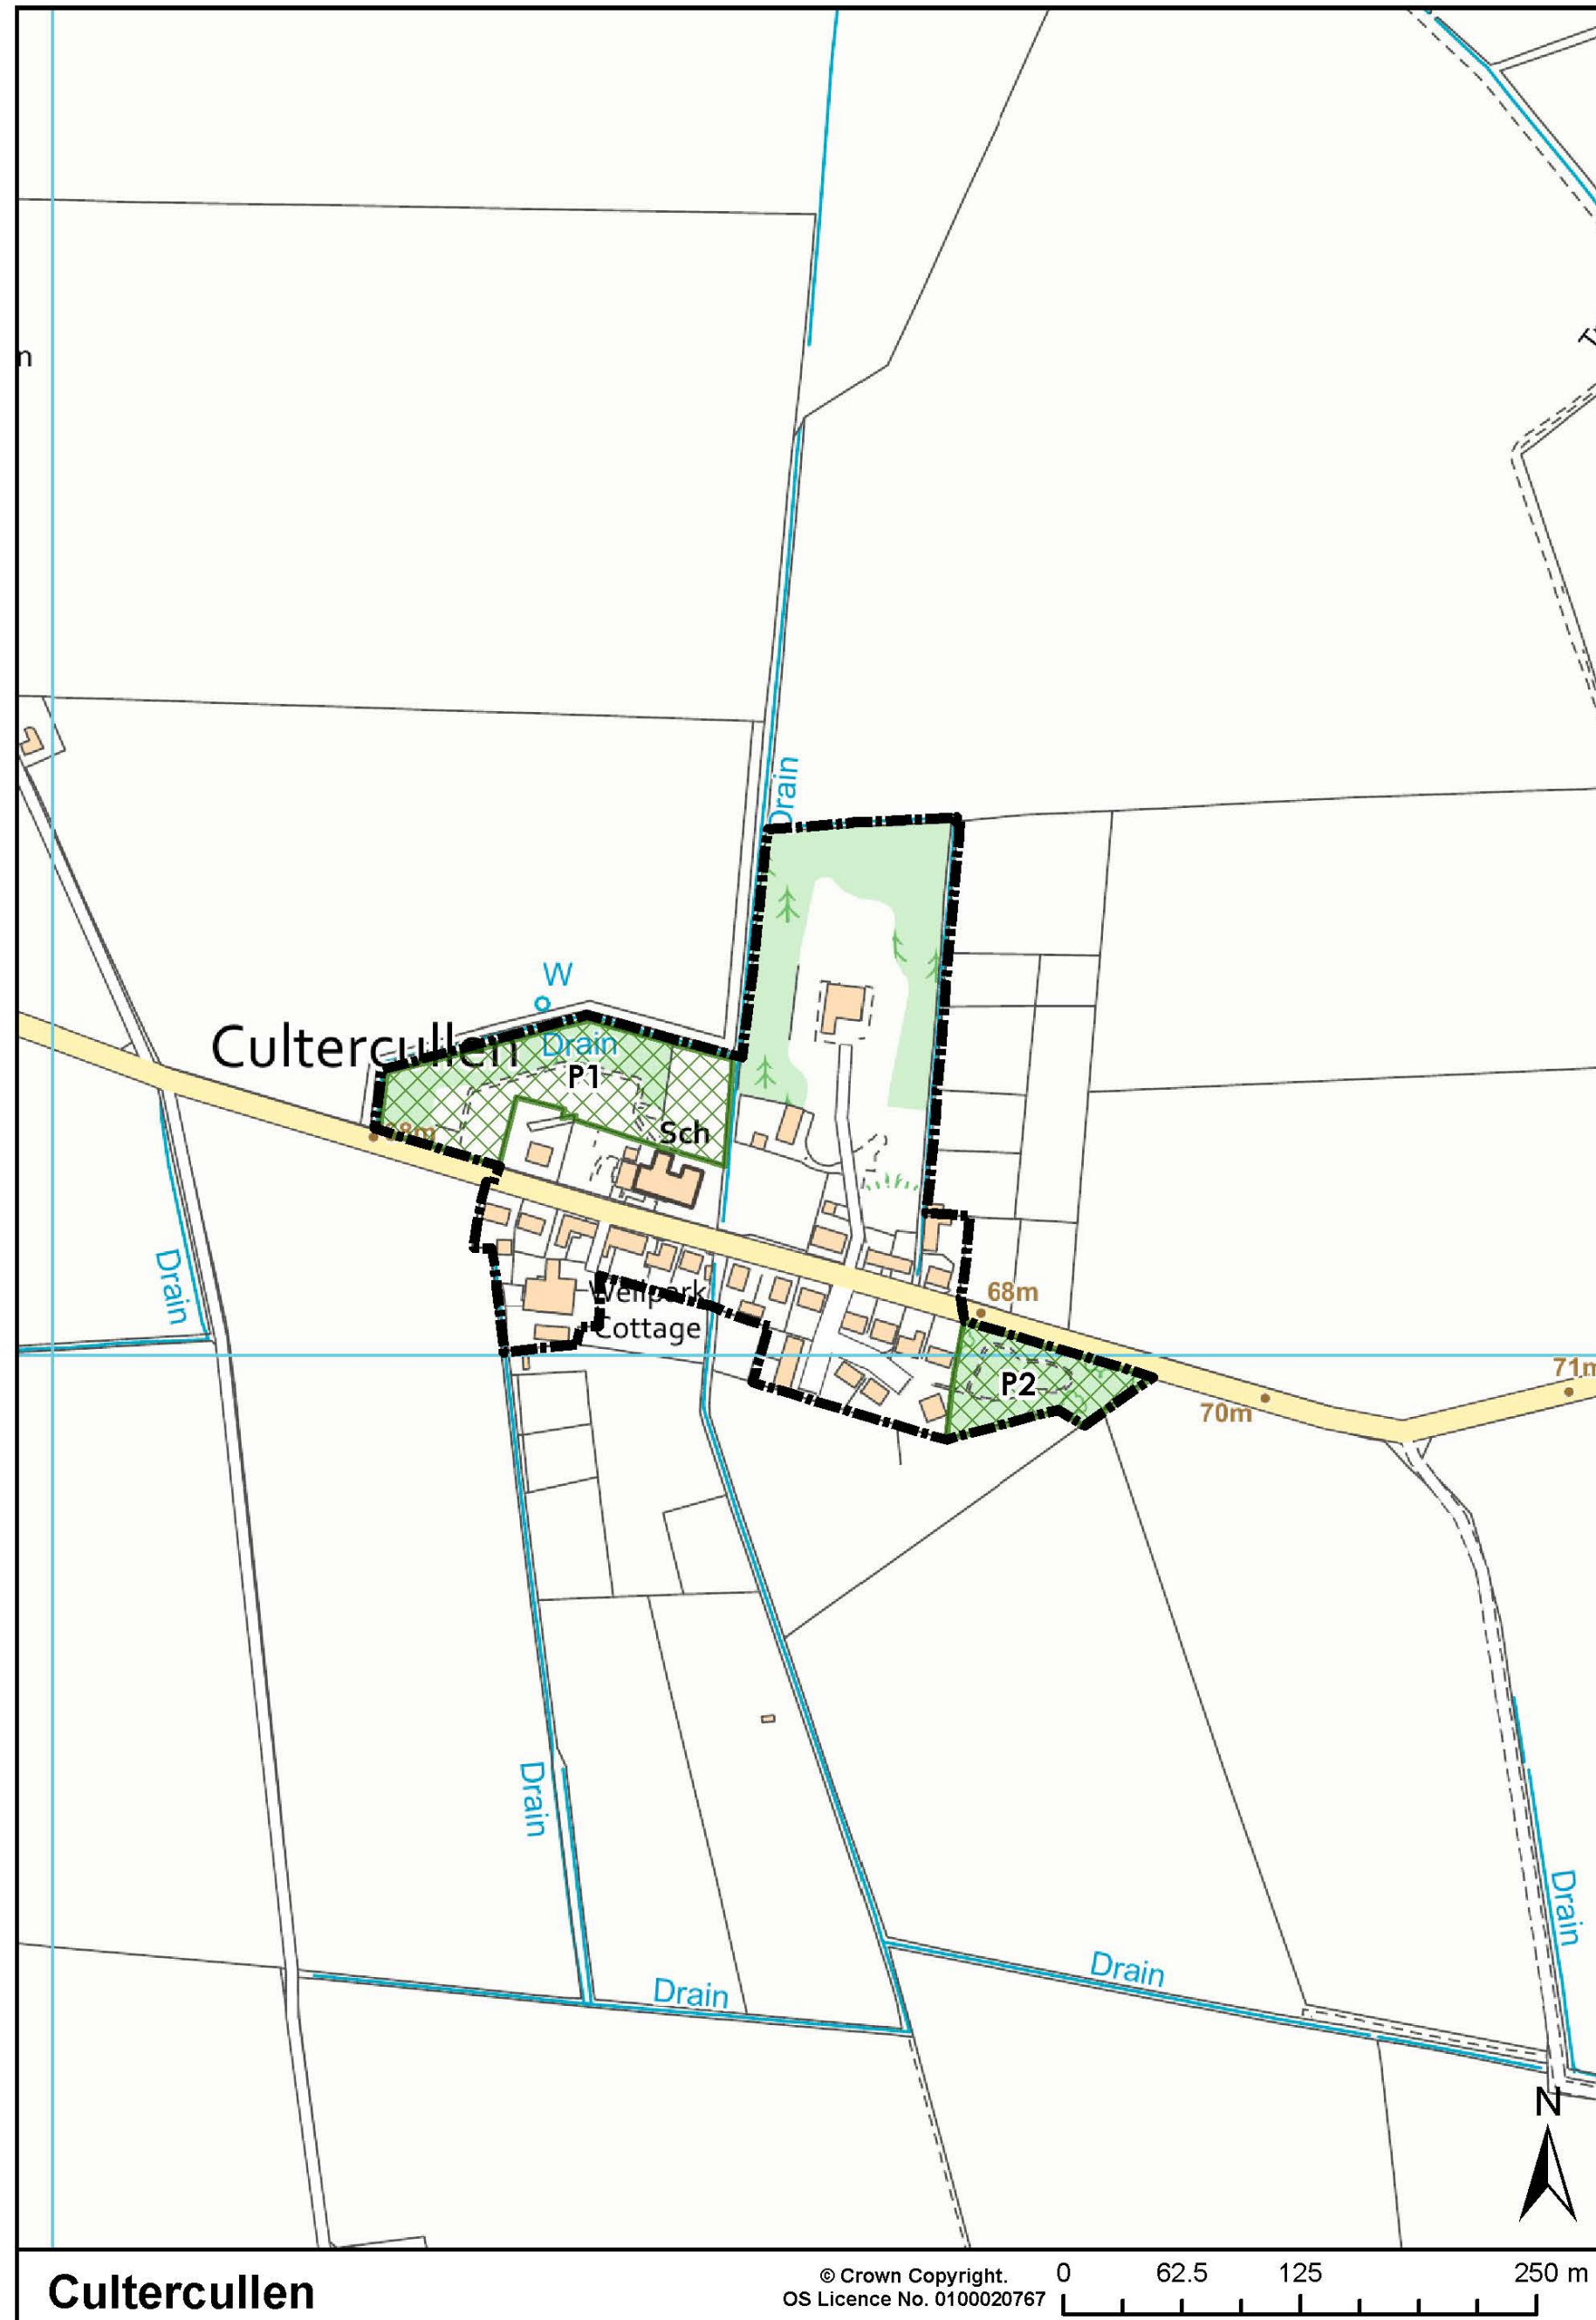 Drain
W
Cultercullen
Drain
P1
Sch
68m
Drain
Wellpark
Cottage
P2
71m
70m
Drain
Drain
Drain
Drain
N
Cultercullen
© Crown Copyright.
OS Licence No. 0100020767
0 62.5 125 250 m